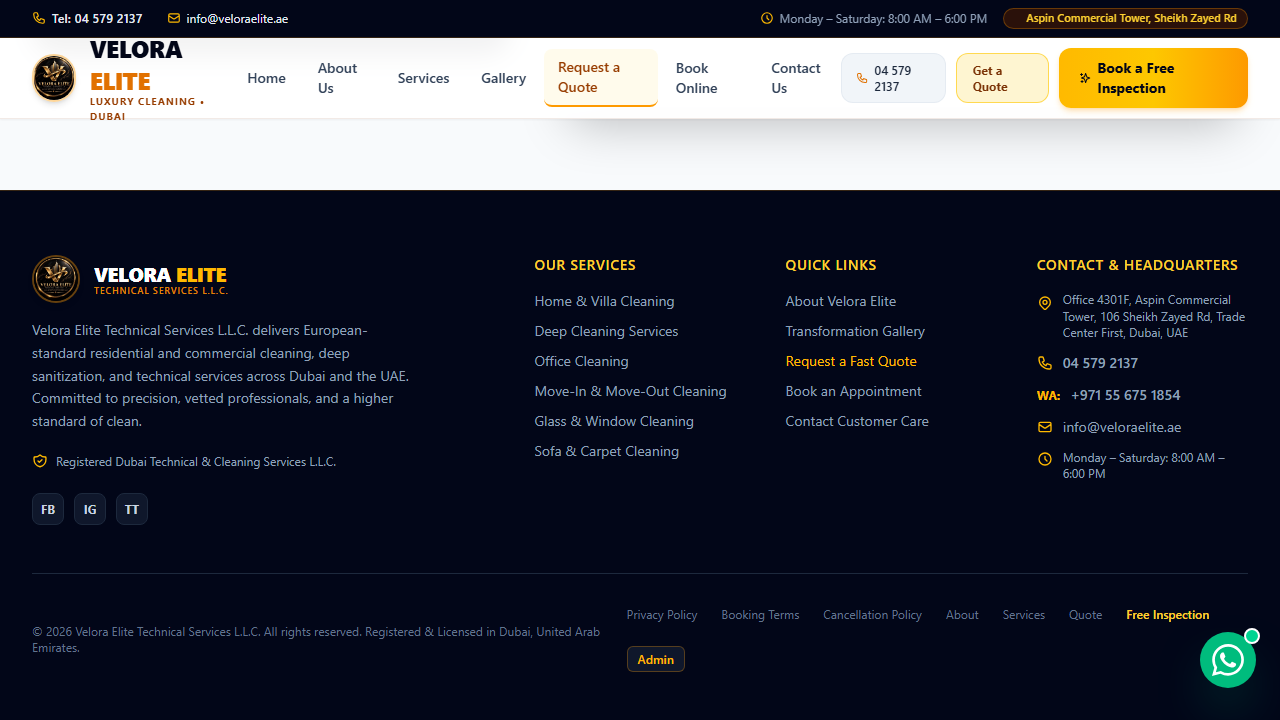 Tel: 04 579 2137
info@veloraelite.ae
Monday – Saturday: 8:00 AM – 6:00 PM
Aspin Commercial Tower, Sheikh Zayed Rd
VELORA
ELITE
LUXURY CLEANING •
DUBAI
Home
About
Us
Services
Gallery
Request a
Quote
Book
Online
Contact
Us
04 579
2137
Get a
Quote
Book a Free
Inspection
VELORA ELITE
TECHNICAL SERVICES L.L.C.
Velora Elite Technical Services L.L.C. delivers European-
standard residential and commercial cleaning, deep
sanitization, and technical services across Dubai and the UAE.
Committed to precision, vetted professionals, and a higher
standard of clean.
Registered Dubai Technical & Cleaning Services L.L.C.
FB
IG
TT
OUR SERVICES
Home & Villa Cleaning
Deep Cleaning Services
Office Cleaning
Move-In & Move-Out Cleaning
Glass & Window Cleaning
Sofa & Carpet Cleaning
QUICK LINKS
About Velora Elite
Transformation Gallery
Request a Fast Quote
Book an Appointment
Contact Customer Care
CONTACT & HEADQUARTERS
Office 4301F, Aspin Commercial
Tower, 106 Sheikh Zayed Rd, Trade
Center First, Dubai, UAE
04 579 2137
WA: +971 55 675 1854
info@veloraelite.ae
Monday – Saturday: 8:00 AM –
6:00 PM
© 2026 Velora Elite Technical Services L.L.C. All rights reserved. Registered & Licensed in Dubai, United Arab
Emirates.
Privacy Policy
Booking Terms
Cancellation Policy
About
Services
Quote
Free Inspection
Admin